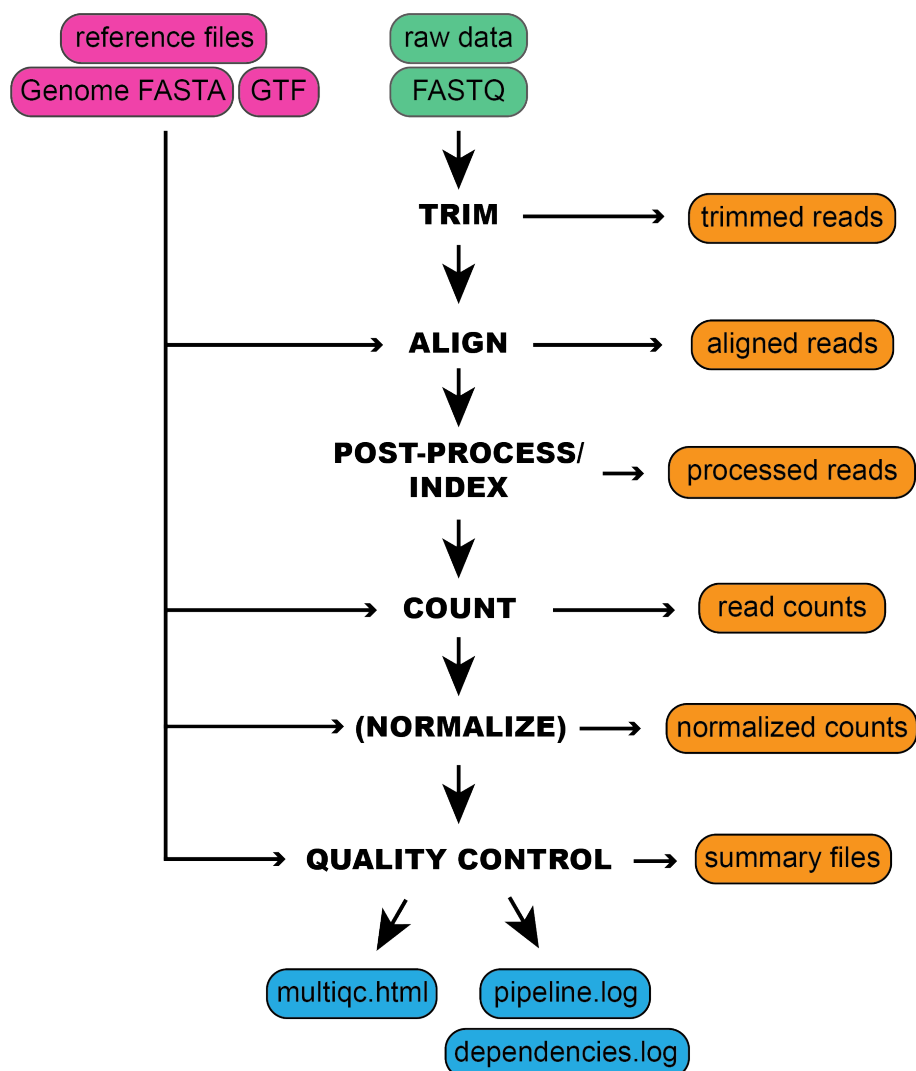 reference files
Genome FASTA
GTF
raw data
FASTQ
TRIM
trimmed reads
ALIGN
aligned reads
POST-PROCESS/
INDEX
processed reads
COUNT
read counts
(NORMALIZE)
normalized counts
QUALITY CONTROL
summary files
multiqc.html
pipeline.log
dependencies.log